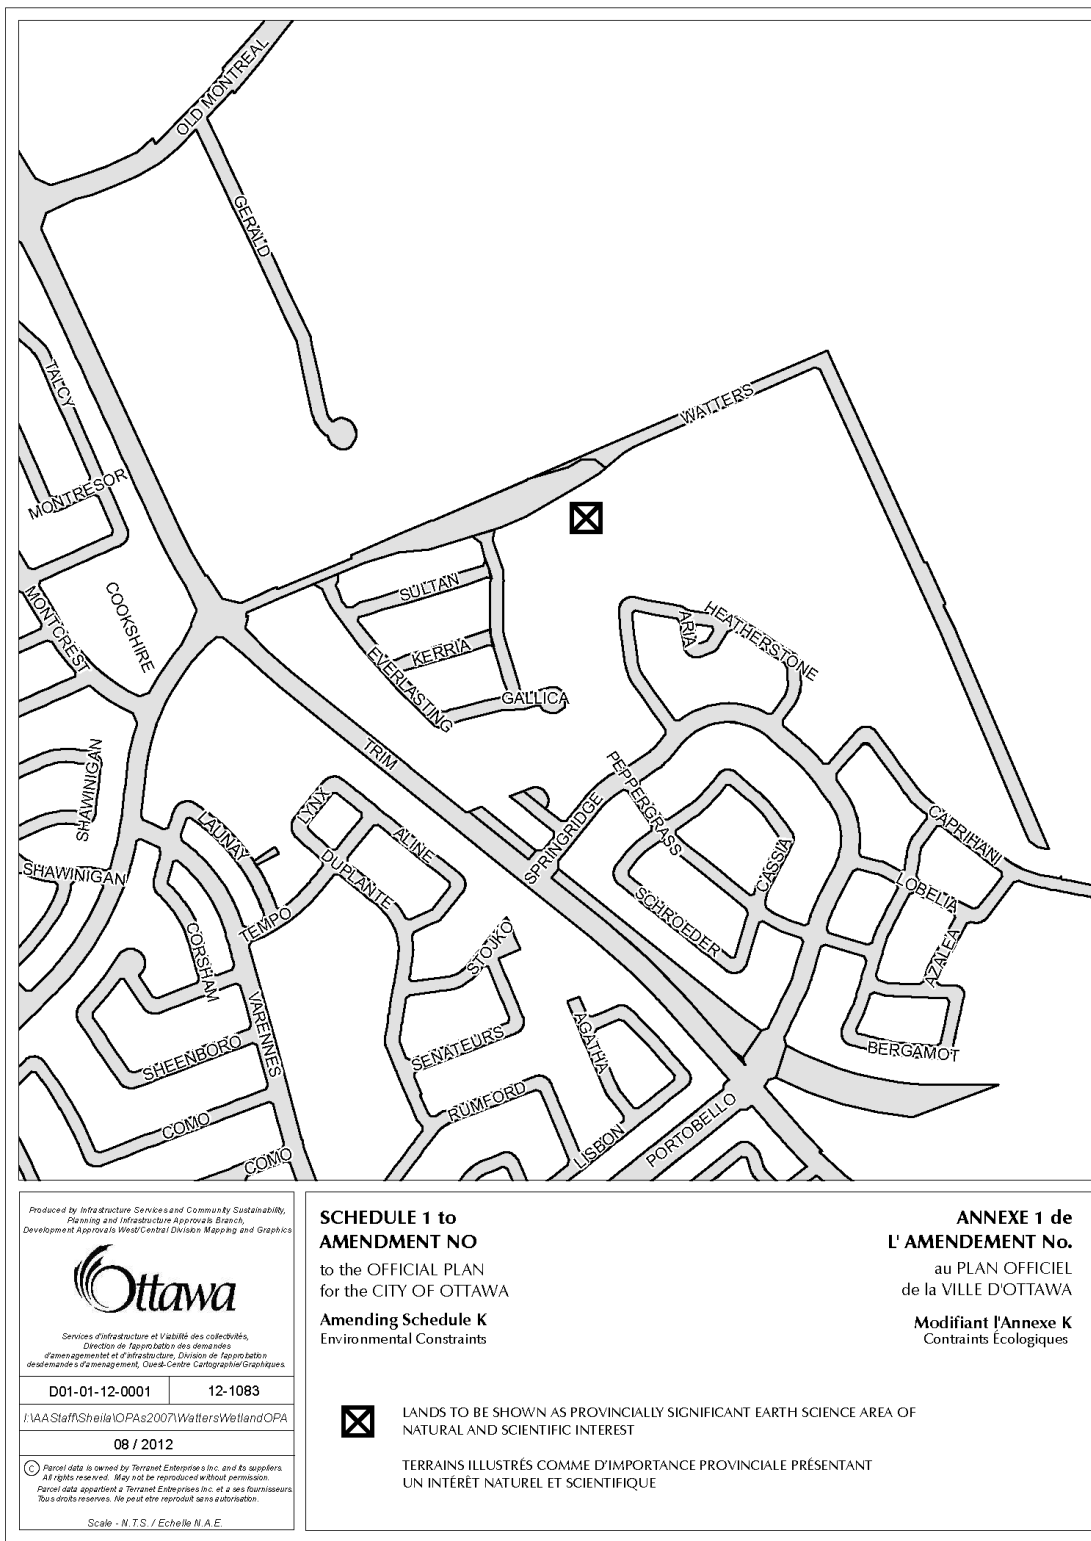 OLD MONTREAL
GERALD
TALCY
WATTERS
MONTRESOR
SULTAN
COOKSHIRE
MONTCREST
KERRIA
EVERLASTING
GALLICA
ARIA
HEATHERSTONE
TRIM
SHAWINIGAN
LYNX
LAUNAY
ALINE
DUPLANTE
PEPPERGRASS
SPRINGRIDGE
CASSIA
CAPRIHANI
SHAWINIGAN
LOBELIA
SCHROEDER
TEMPO
CORSHAM
STOJKO
AZALEA
VARENNES
AGATHA
SENATEURS
SHEENBORO
BERGAMOT
RUMFORD
COMO
LISBON
PORTOBELLO
COMO
Produced by Infrastructure Services and Community Sustainability,
Planning and Infrastructure Approvals Branch,
Development Approvals West/Central Division Mapping and Graphics
Ottawa
Services d'infrastructure et Viabilité des collectivités,
Direction de l'approbation des demandes
d'amenagementet et d'infrastructure, Division de l'approbation
desdemandes d'amenagement, Ouest-Centre Cartographie/Graphiques.
D01-01-12-0001 12-1083
I:\AAStaff\Sheila\OPAs2007\WattersWetlandOPA
08 / 2012
© Parcel data is owned by Terranet Enterprises Inc. and its suppliers.
All rights reserved. May not be reproduced without permission.
Parcel data appartient a Terranet Entreprises Inc. et a ses fournisseurs.
Tous droits reserves. Ne peut etre reproduit sans autorisation.
Scale - N.T.S. / Echelle N.A.E.
SCHEDULE 1 to
AMENDMENT NO
to the OFFICIAL PLAN
for the CITY OF OTTAWA
Amending Schedule K
Environmental Constraints
ANNEXE 1 de
L' AMENDEMENT No.
au PLAN OFFICIEL
de la VILLE D'OTTAWA
Modifiant l'Annexe K
Contraints Écologiques
LANDS TO BE SHOWN AS PROVINCIALLY SIGNIFICANT EARTH SCIENCE AREA OF
NATURAL AND SCIENTIFIC INTEREST
TERRAINS ILLUSTRÉS COMME D'IMPORTANCE PROVINCIALE PRÉSENTANT
UN INTÉRÊT NATUREL ET SCIENTIFIQUE